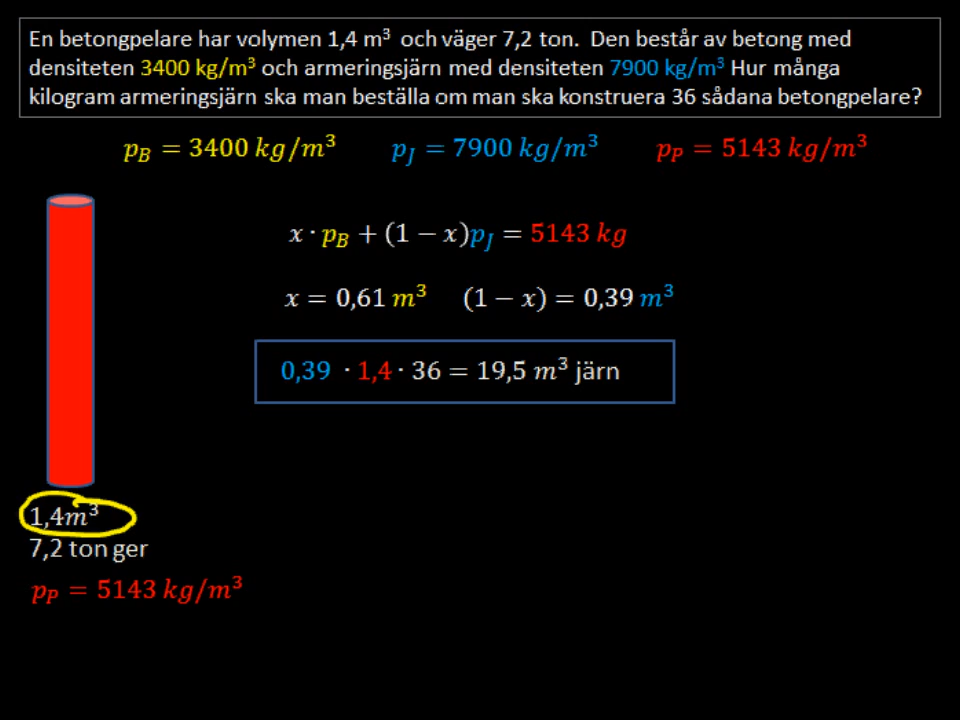 En betongpelare har volymen 1,4 m³ och väger 7,2 ton. Den består av betong med
densiteten 3400 kg/m³ och armeringsjärn med densiteten 7900 kg/m³ Hur många
kilogram armeringsjärn ska man beställa om man ska konstruera 36 sådana betongpelare?
p_B = 3400 kg/m³ p_J = 7900 kg/m³ p_P = 5143 kg/m³
x · p_B + (1 − x)p_J = 5143 kg
x = 0,61 m³ (1 − x) = 0,39 m³
0,39 · 1,4 · 36 = 19,5 m³ järn
1,4m³
7,2 ton ger
p_P = 5143 kg/m³